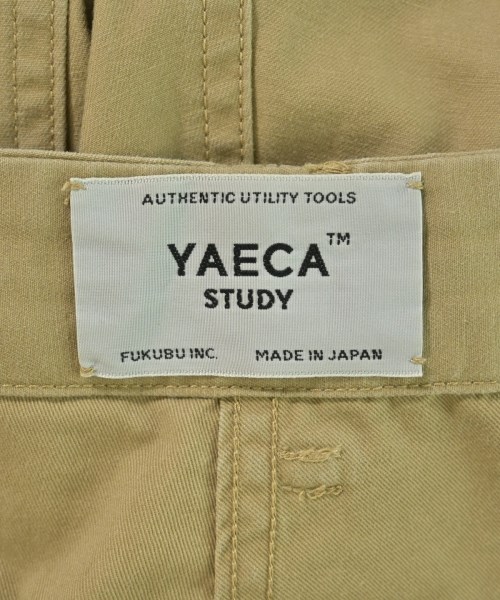 AUTHENTIC UTILITY TOOLS
YAECA™
STUDY
FUKUBU INC. MADE IN JAPAN